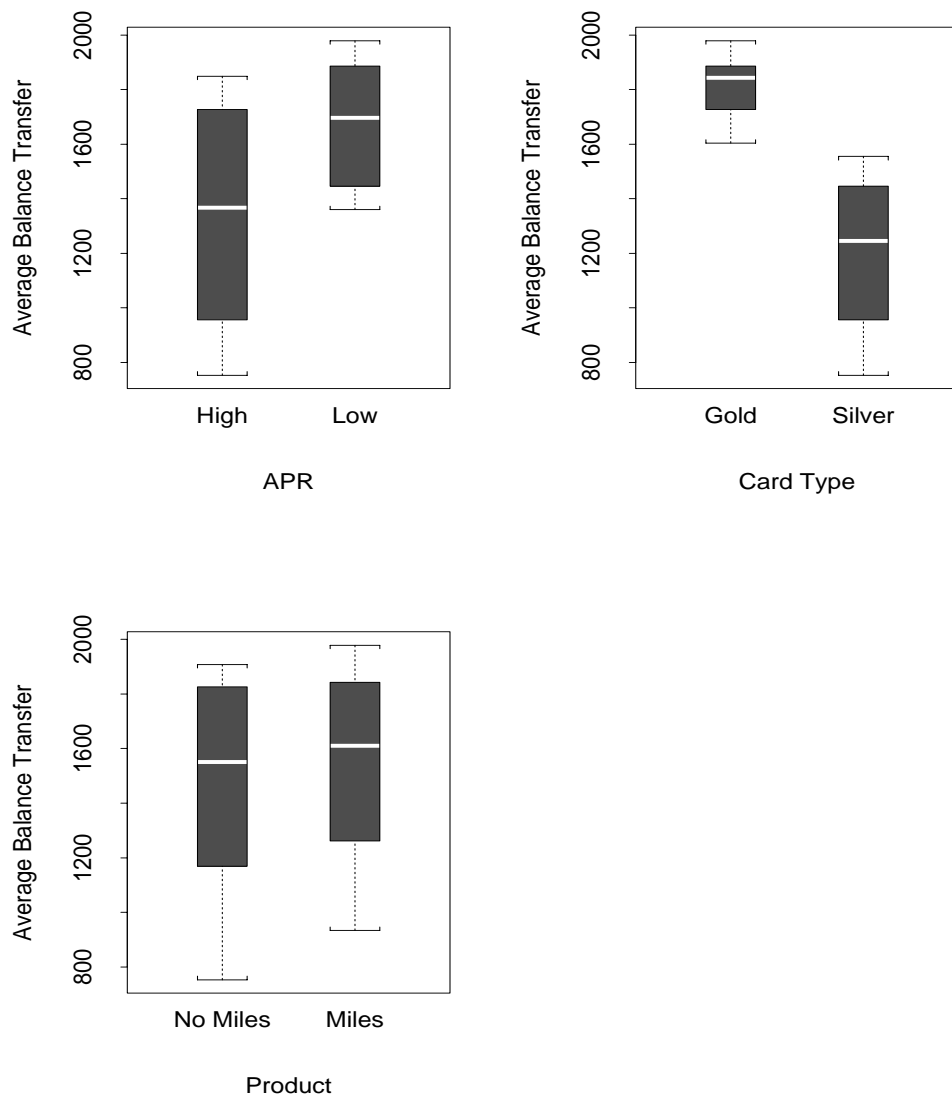 Average Balance Transfer
2000
1600
1200
800
High Low
APR
Average Balance Transfer
2000
1600
1200
800
Gold Silver
Card Type
Average Balance Transfer
2000
1600
1200
800
No Miles Miles
Product